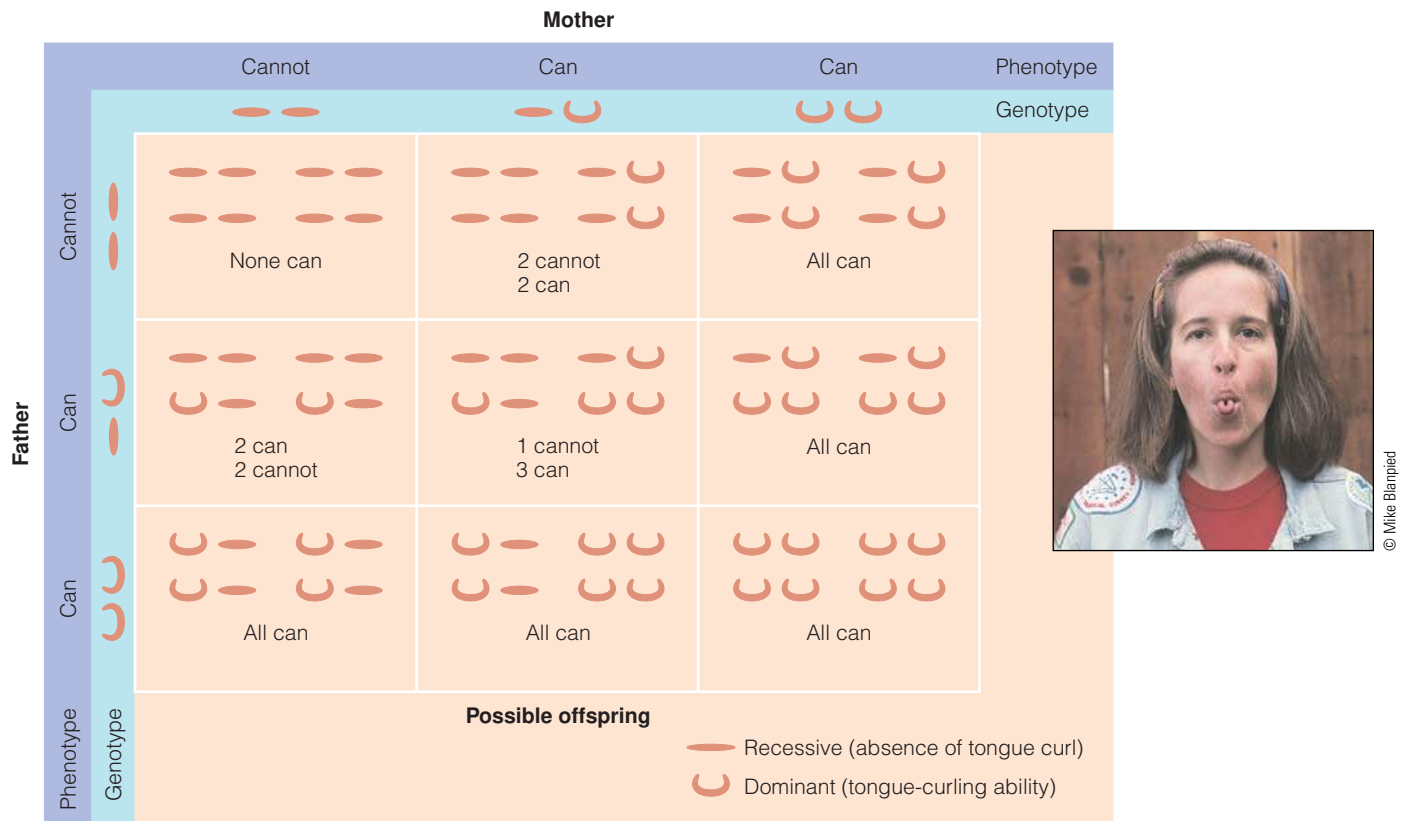 Mother
Cannot Can Can Phenotype
Genotype
Cannot
None can
2 cannot
2 can
All can
Father
Can
2 can
2 cannot
1 cannot
3 can
All can
Can
All can
All can
All can
Phenotype
Genotype
Possible offspring
Recessive (absence of tongue curl)
Dominant (tongue-curling ability)
© Mike Blanpied